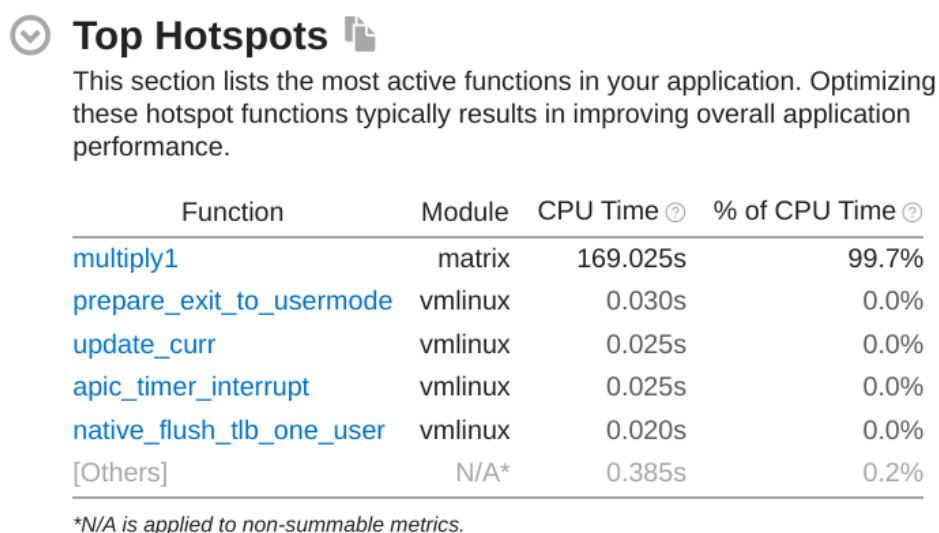 Top Hotspots
This section lists the most active functions in your application. Optimizing
these hotspot functions typically results in improving overall application
performance.
Function Module CPU Time ? % of CPU Time ?
multiply1 matrix 169.025s 99.7%
prepare_exit_to_usermode vmlinux 0.030s 0.0%
update_curr vmlinux 0.025s 0.0%
apic_timer_interrupt vmlinux 0.025s 0.0%
native_flush_tlb_one_user vmlinux 0.020s 0.0%
[Others] N/A* 0.385s 0.2%
*N/A is applied to non-summable metrics.